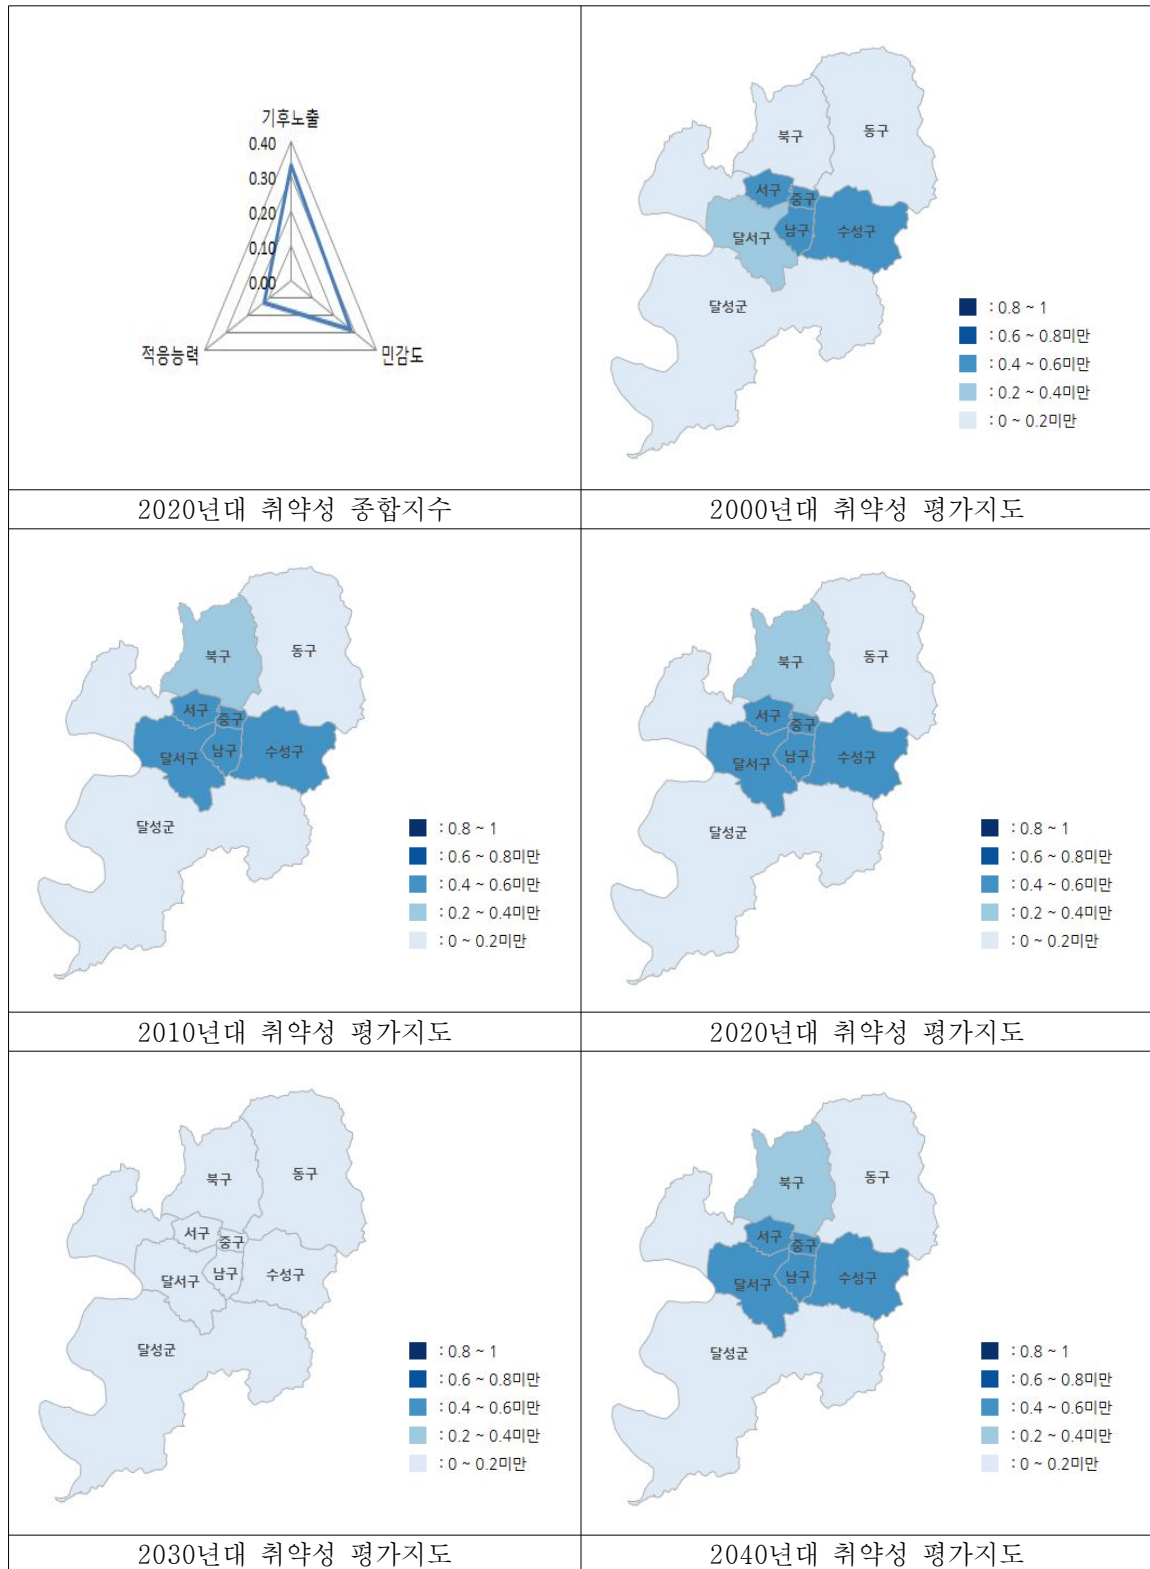 기후노출
0.40
0.30
0.20
0.10
0.00
적응능력
민감도
북구
동구
서구
중구
달서구
남구
수성구
달성군
: 0.8 ~ 1
: 0.6 ~ 0.8미만
: 0.4 ~ 0.6미만
: 0.2 ~ 0.4미만
: 0 ~ 0.2미만
2020년대 취약성 종합지수
2000년대 취약성 평가지도
북구
동구
서구
중구
달서구
남구
수성구
달성군
: 0.8 ~ 1
: 0.6 ~ 0.8미만
: 0.4 ~ 0.6미만
: 0.2 ~ 0.4미만
: 0 ~ 0.2미만
북구
동구
서구
중구
달서구
남구
수성구
달성군
: 0.8 ~ 1
: 0.6 ~ 0.8미만
: 0.4 ~ 0.6미만
: 0.2 ~ 0.4미만
: 0 ~ 0.2미만
2010년대 취약성 평가지도
2020년대 취약성 평가지도
북구
동구
서구
중구
달서구
남구
수성구
달성군
: 0.8 ~ 1
: 0.6 ~ 0.8미만
: 0.4 ~ 0.6미만
: 0.2 ~ 0.4미만
: 0 ~ 0.2미만
북구
동구
서구
중구
달서구
남구
수성구
달성군
: 0.8 ~ 1
: 0.6 ~ 0.8미만
: 0.4 ~ 0.6미만
: 0.2 ~ 0.4미만
: 0 ~ 0.2미만
2030년대 취약성 평가지도
2040년대 취약성 평가지도